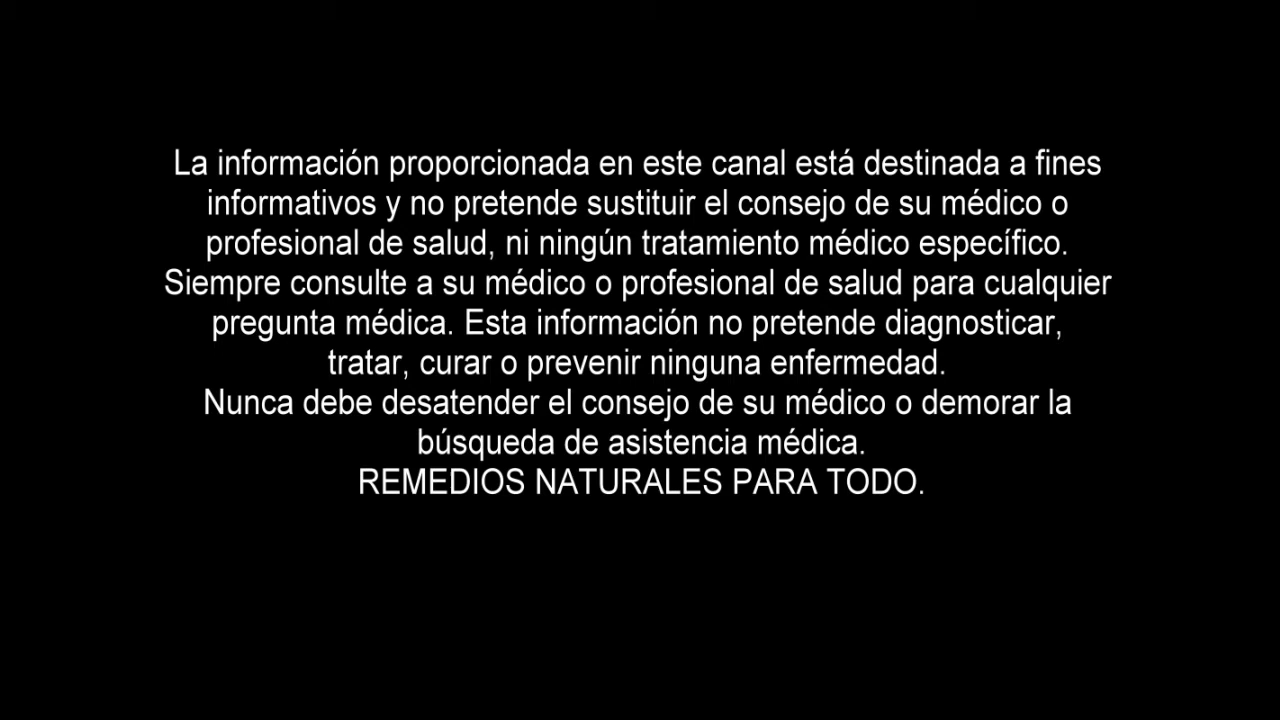 La información proporcionada en este canal está destinada a fines
informativos y no pretende sustituir el consejo de su médico o
profesional de salud, ni ningún tratamiento médico específico.
Siempre consulte a su médico o profesional de salud para cualquier
pregunta médica. Esta información no pretende diagnosticar,
tratar, curar o prevenir ninguna enfermedad.
Nunca debe desatender el consejo de su médico o demorar la
búsqueda de asistencia médica.
REMEDIOS NATURALES PARA TODO.